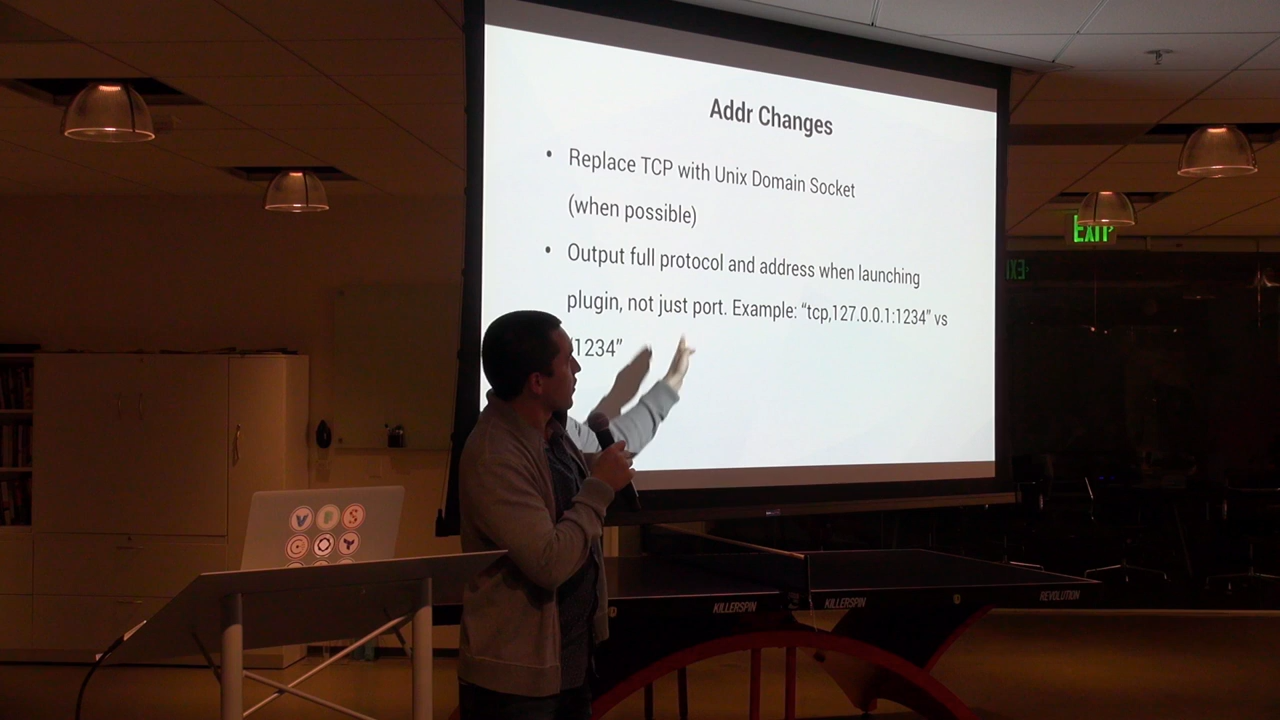 Addr Changes
• Replace TCP with Unix Domain Socket
(when possible)
• Output full protocol and address when launching
plugin, not just port. Example: “tcp,127.0.0.1:1234” vs
1234”
EXIT
EXIT
V
S
KILLERSPIN
KILLERSPIN
REVOLUTION